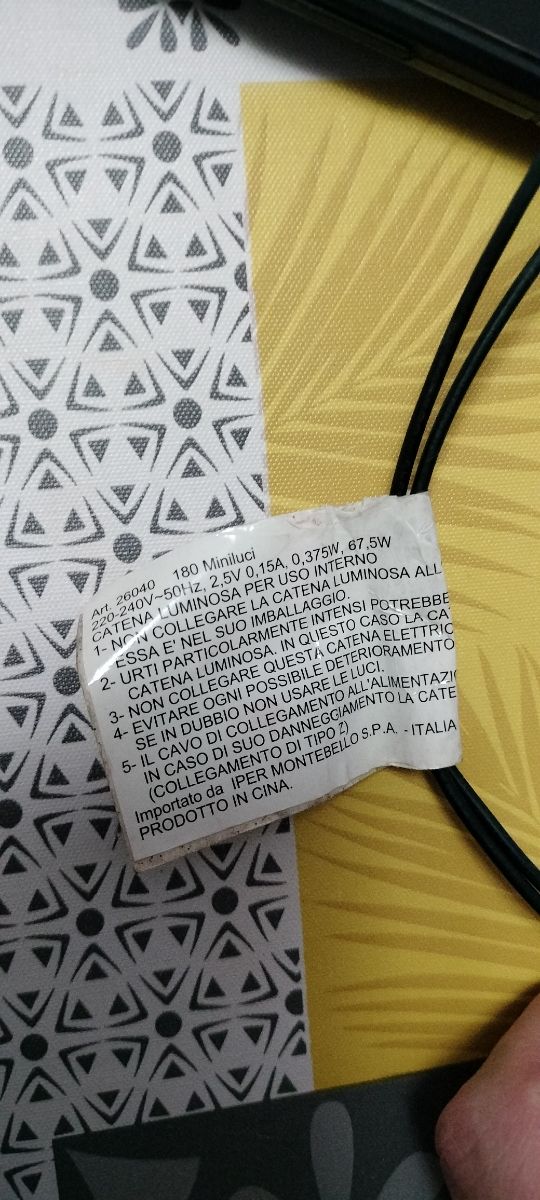 Art. 26040 180 Miniluci
220-240V~50Hz, 2,5V 0,15A, 0,375W, 67,5W
CATENA LUMINOSA PER USO INTERNO
1- NON COLLEGARE LA CATENA LUMINOSA ALL
ESSA E' NEL SUO IMBALLAGGIO.
2- URTI PARTICOLARMENTE INTENSI POTREBBE
CATENA LUMINOSA. IN QUESTO CASO LA CA
3- NON COLLEGARE QUESTA CATENA ELETTRIC
4- EVITARE OGNI POSSIBILE DETERIORAMENTO
SE IN DUBBIO NON USARE LE LUCI.
5- IL CAVO DI COLLEGAMENTO ALL'ALIMENTAZI
IN CASO DI SUO DANNEGGIAMENTO LA CATE
(COLLEGAMENTO DI TIPO Z)
Importato da IPER MONTEBELLO S.P.A. - ITALIA
PRODOTTO IN CINA.